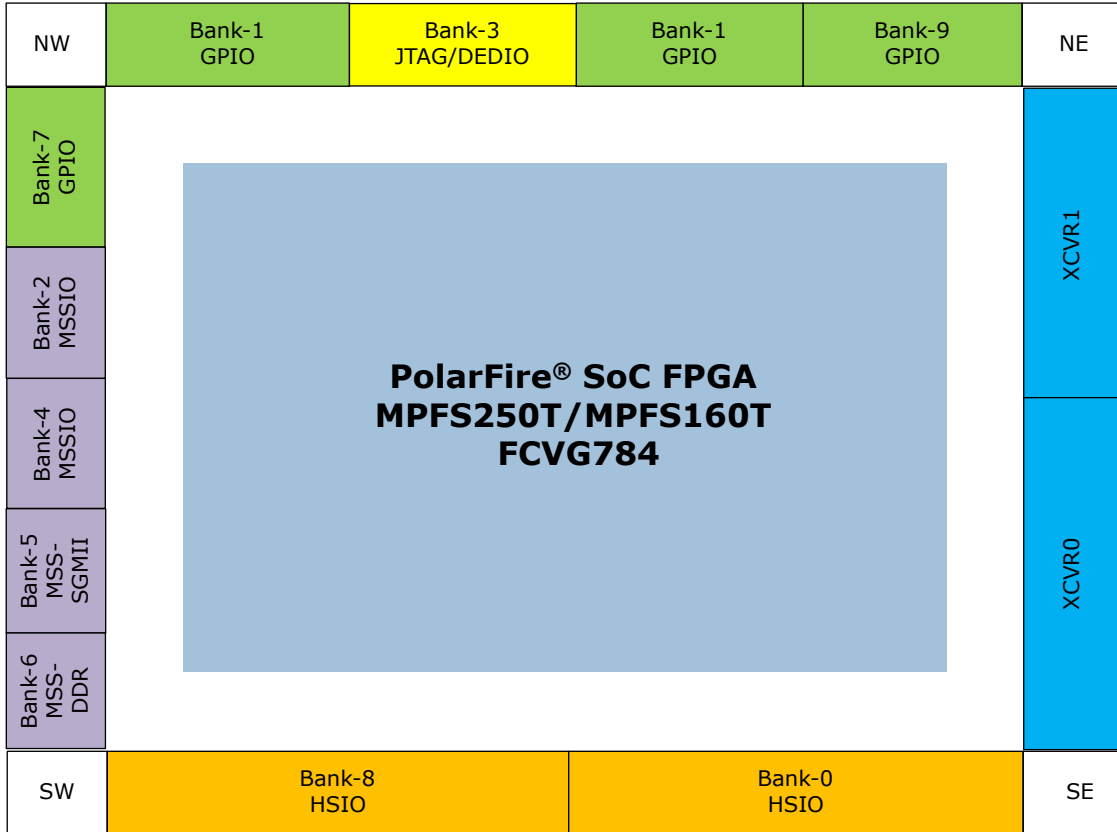 NW
Bank-1
GPIO
Bank-3
JTAG/DEDIO
Bank-1
GPIO
Bank-9
GPIO
NE
Bank-7
GPIO
Bank-2
MSSIO
Bank-4
MSSIO
Bank-5
MSS-
SGMII
Bank-6
MSS-
DDR
PolarFire® SoC FPGA
MPFS250T/MPFS160T
FCVG784
XCVR1
XCVR0
SW
Bank-8
HSIO
Bank-0
HSIO
SE